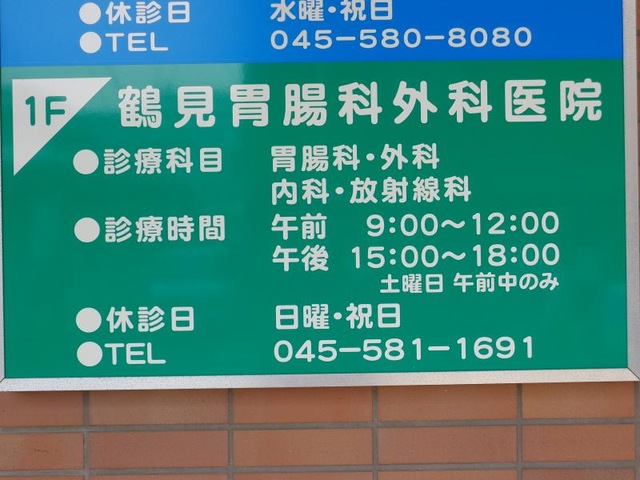 ●休診日 水曜・祝日
●TEL 045-580-8080
1F 鶴見胃腸科外科医院
●診療科目 胃腸科・外科
内科・放射線科
●診療時間 午前 9:00〜12:00
午後 15:00〜18:00
土曜日 午前中のみ
●休診日 日曜・祝日
●TEL 045-581-1691